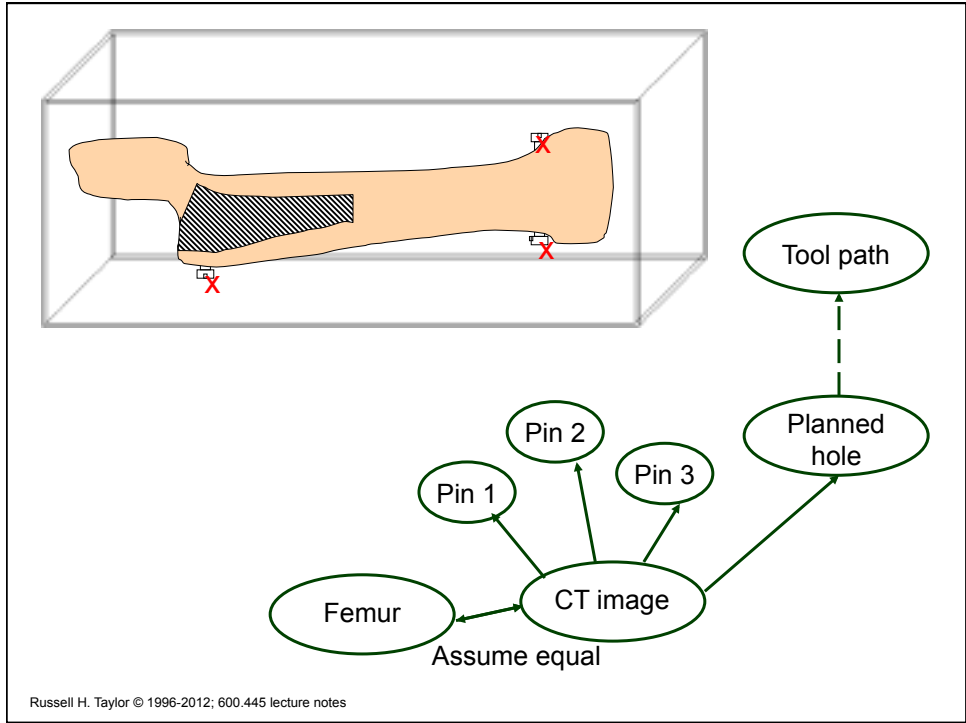 X
X
X
Tool path
Planned
hole
Pin 2
Pin 3
Pin 1
CT image
Femur
Assume equal
Russell H. Taylor © 1996-2012; 600.445 lecture notes